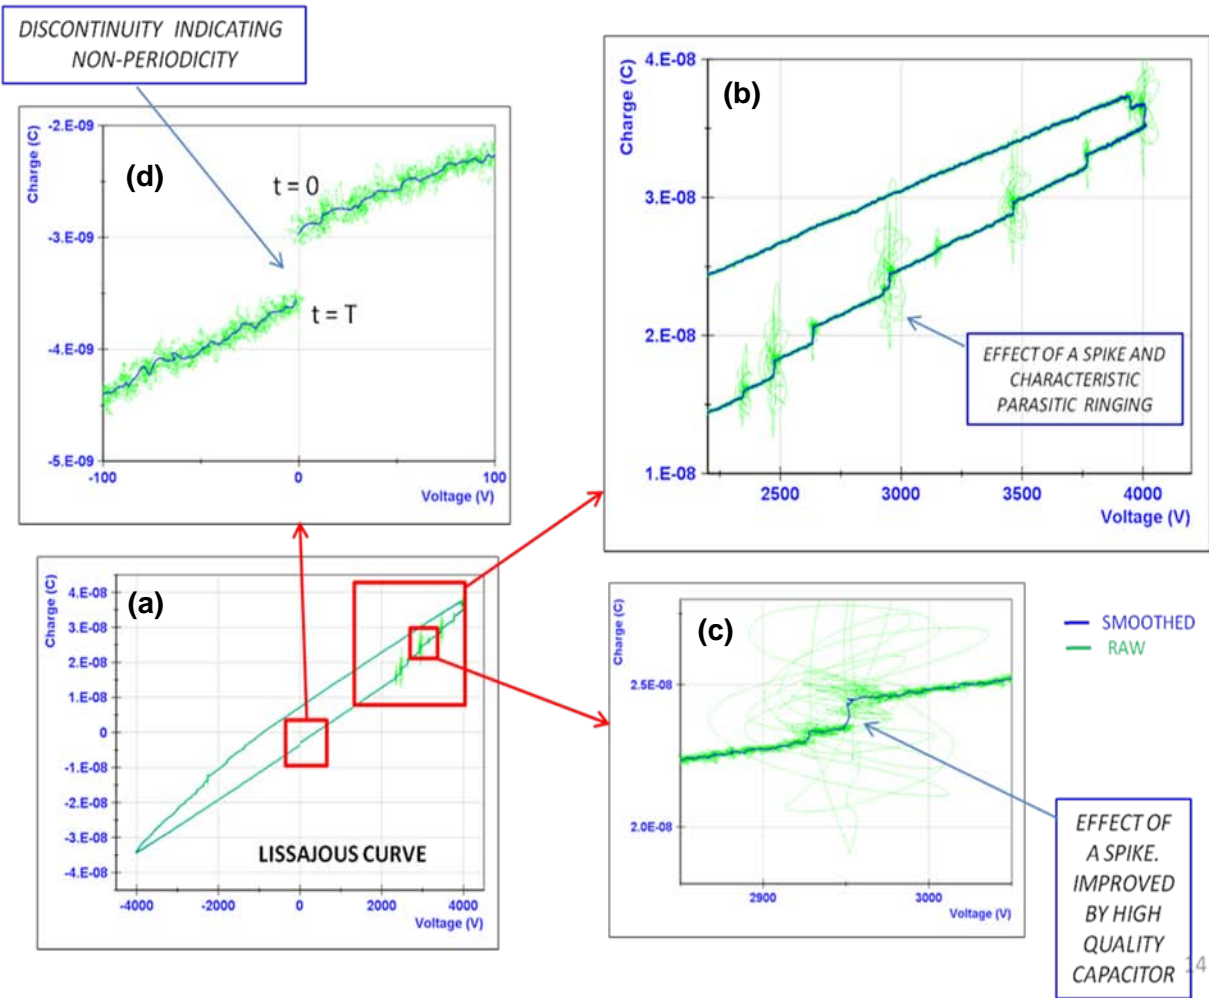 DISCONTINUITY INDICATING
NON-PERIODICITY
Charge (C)
-2.E-09
-3.E-09
-4.E-09
-5.E-09
(d)
t = 0
t = T
-100
0
100
Voltage (V)
Charge (C)
4.E-08
3.E-08
2.E-08
1.E-08
(b)
EFFECT OF A SPIKE AND
CHARACTERISTIC
PARASITIC RINGING
2500
3000
3500
4000
Voltage (V)
Charge (C)
4.E-08
3.E-08
2.E-08
1.E-08
0
-1.E-08
-2.E-08
-3.E-08
-4.E-08
(a)
LISSAJOUS CURVE
-4000
-2000
0
2000
4000
Voltage (V)
Charge (C)
2.5E-08
2.0E-08
(c)
2900
3000
Voltage (V)
SMOOTHED
RAW
EFFECT OF
A SPIKE.
IMPROVED
BY HIGH
QUALITY
CAPACITOR
14